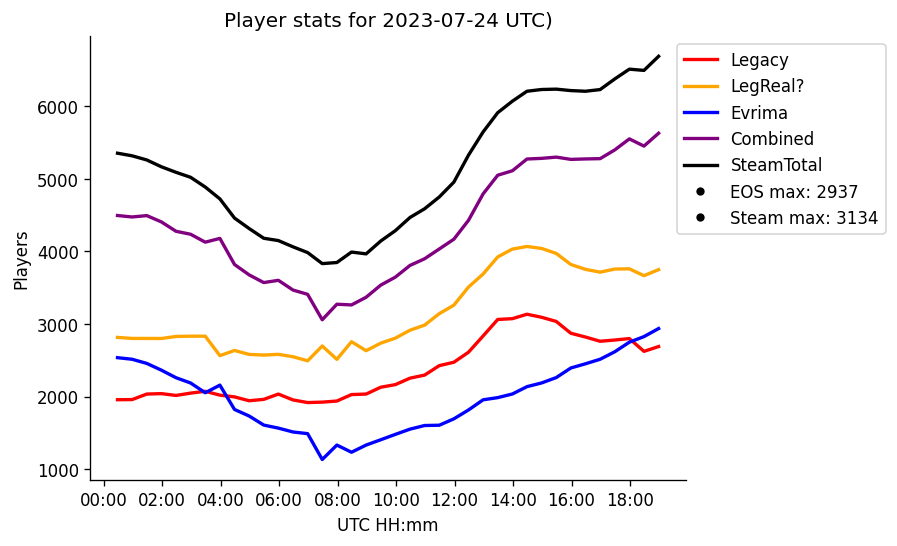 Player stats for 2023-07-24 UTC)
Legacy
LegReal?
Evrima
Combined
SteamTotal
EOS max: 2937
Steam max: 3134
Players
6000
5000
4000
3000
2000
1000
00:00 02:00 04:00 06:00 08:00 10:00 12:00 14:00 16:00 18:00
UTC HH:mm